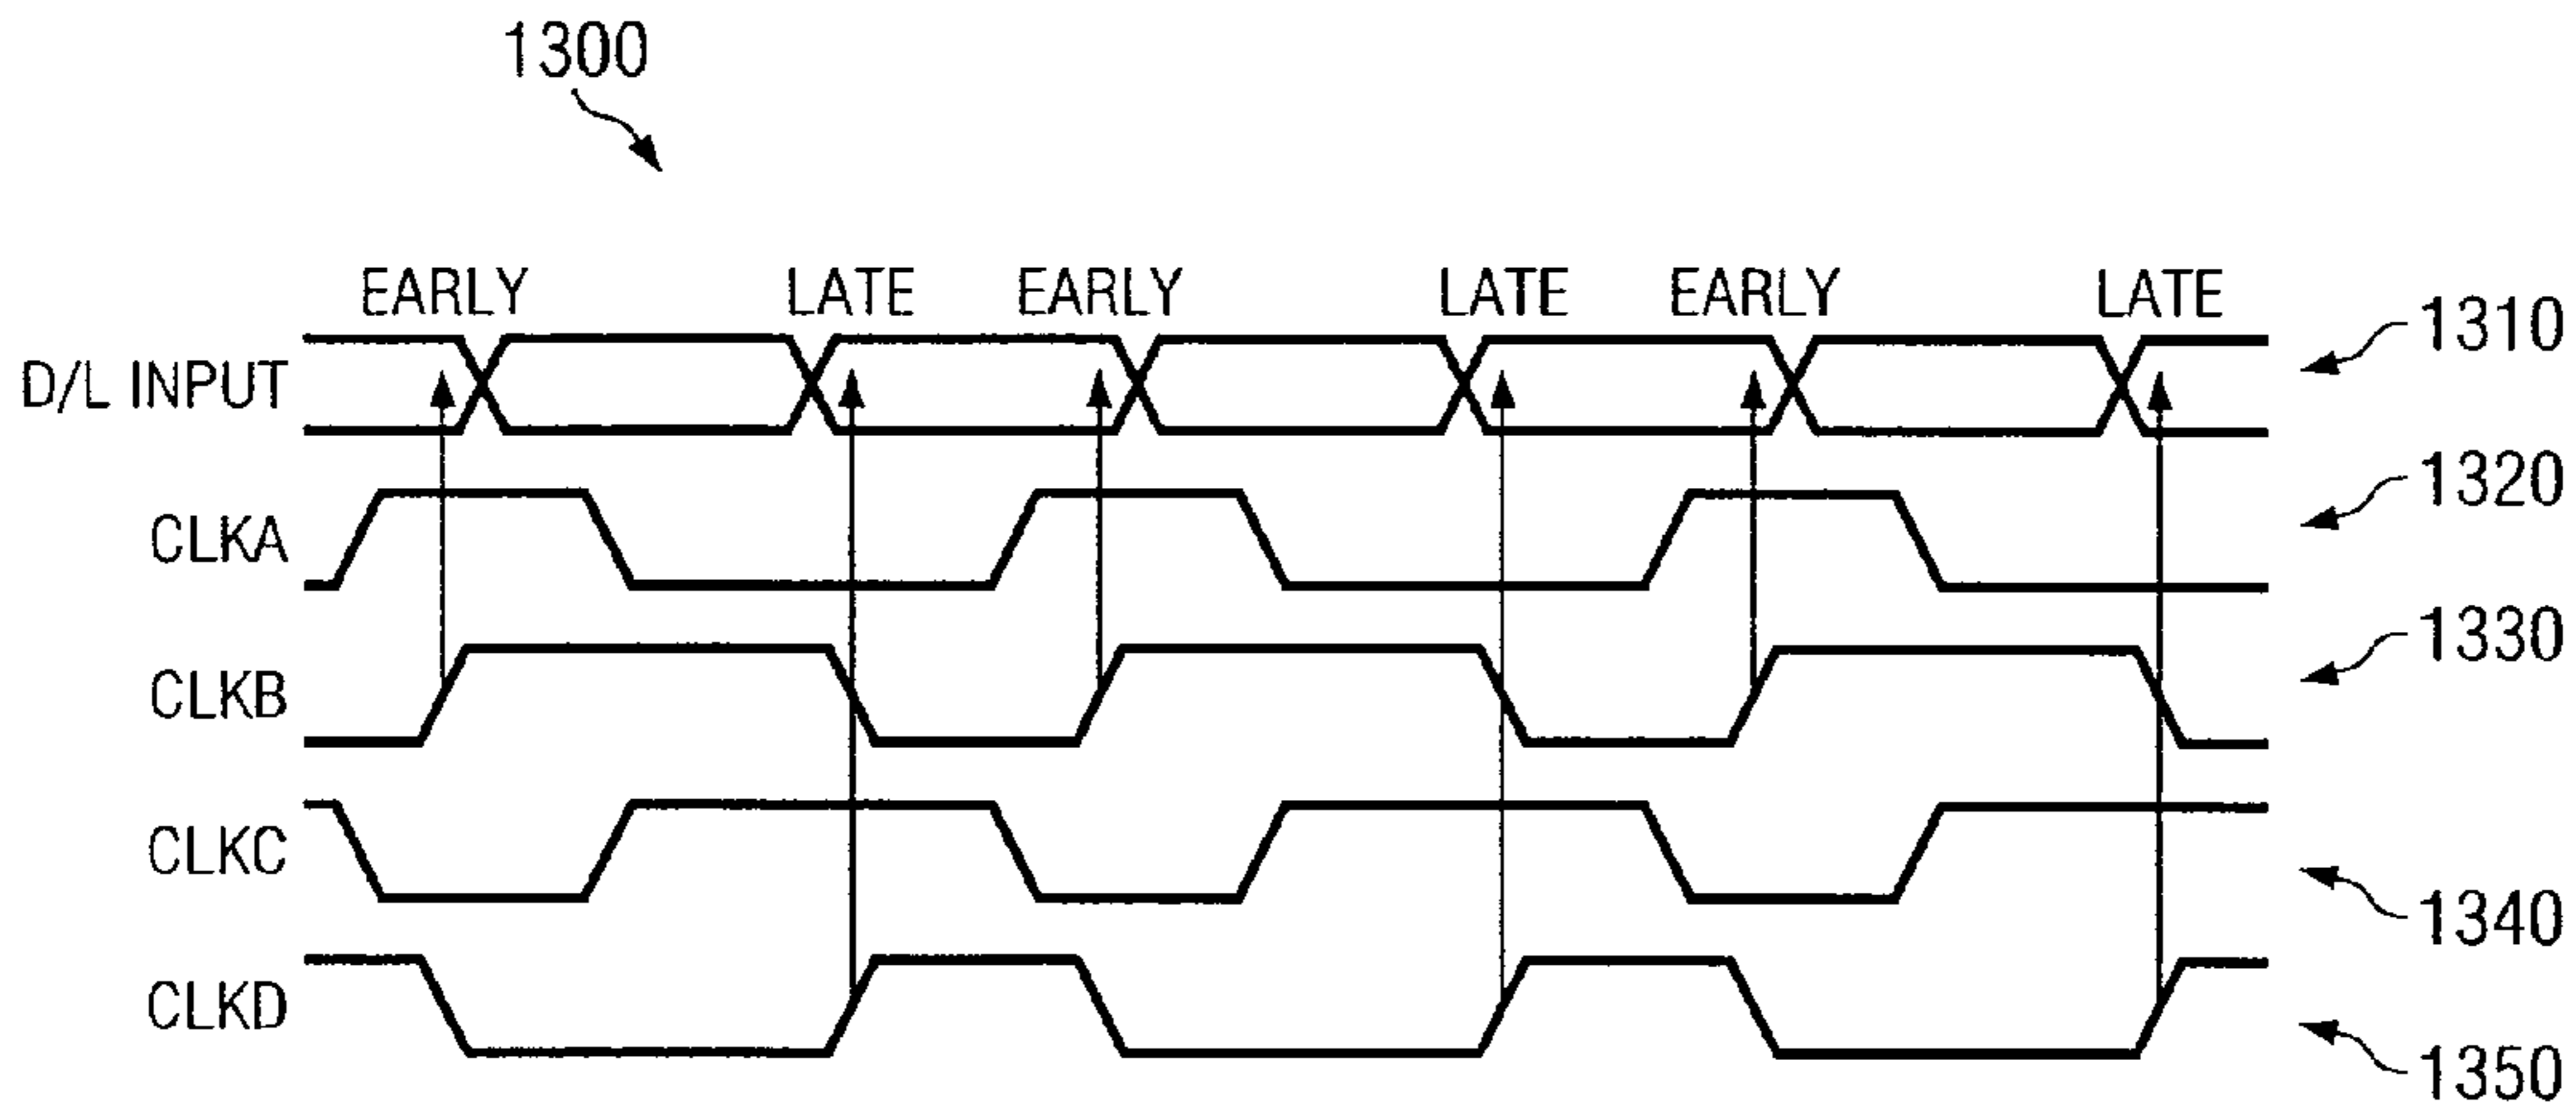 1300
EARLY LATE EARLY LATE EARLY LATE
D/L INPUT 1310
CLKA 1320
CLKB 1330
CLKC 1340
CLKD 1350